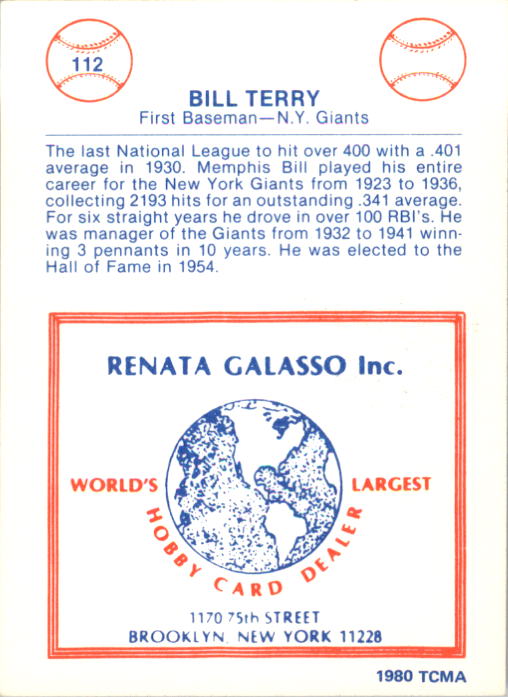 112
BILL TERRY
First Baseman—N.Y. Giants
The last National League to hit over 400 with a .401
average in 1930. Memphis Bill played his entire
career for the New York Giants from 1923 to 1936,
collecting 2193 hits for an outstanding .341 average.
For six straight years he drove in over 100 RBI's. He
was manager of the Giants from 1932 to 1941 winn-
ing 3 pennants in 10 years. He was elected to the
Hall of Fame in 1954.
RENATA GALASSO Inc.
WORLD'S LARGEST
HOBBY CARD DEALER
1170 75th STREET
BROOKLYN, NEW YORK 11228
1980 TCMA